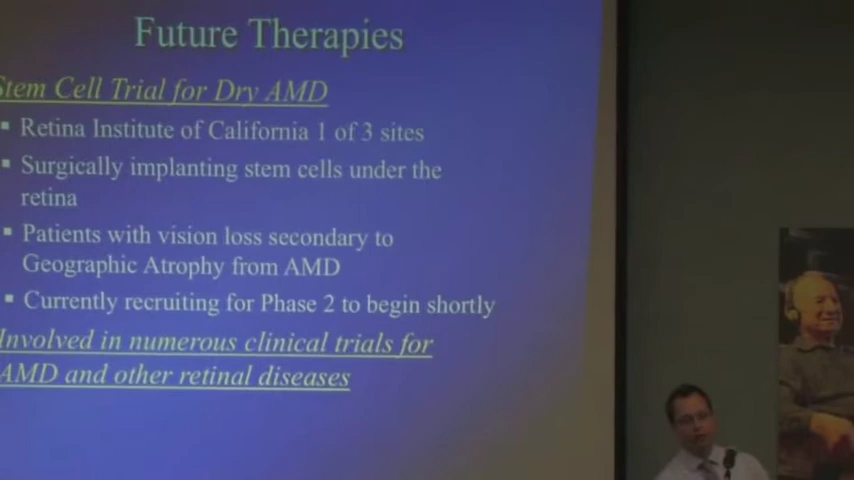 Future Therapies
Stem Cell Trial for Dry AMD
▪ Retina Institute of California 1 of 3 sites
▪ Surgically implanting stem cells under the
retina
▪ Patients with vision loss secondary to
Geographic Atrophy from AMD
▪ Currently recruiting for Phase 2 to begin shortly
Involved in numerous clinical trials for
AMD and other retinal diseases